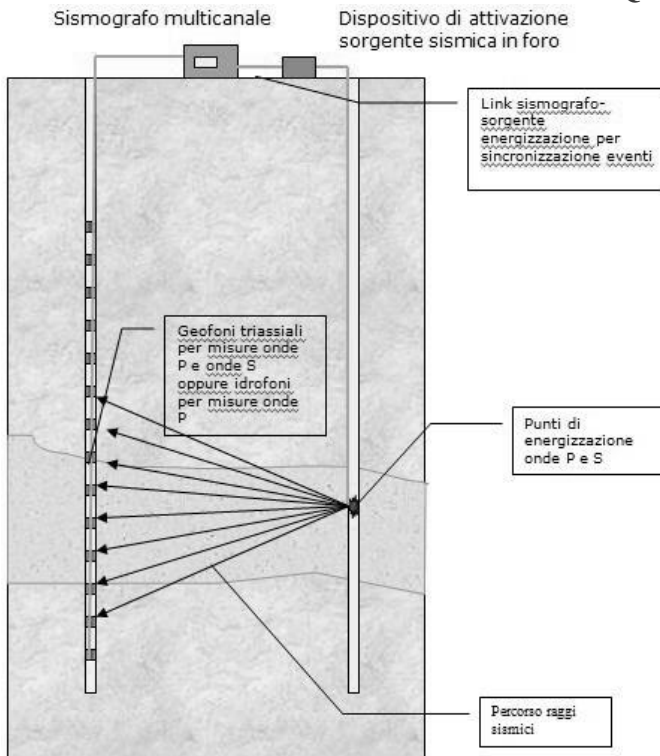 Sismografo multicanale
Dispositivo di attivazione
sorgente sismica in foro
Link sismografo-
sorgente
energizzazione per
sincronizzazione eventi
Geofoni triassiali
per misure onde
P e onde S
oppure idrofoni
per misure onde
P
Punti di
energizzazione
onde P e S
Percorso raggi
sismici